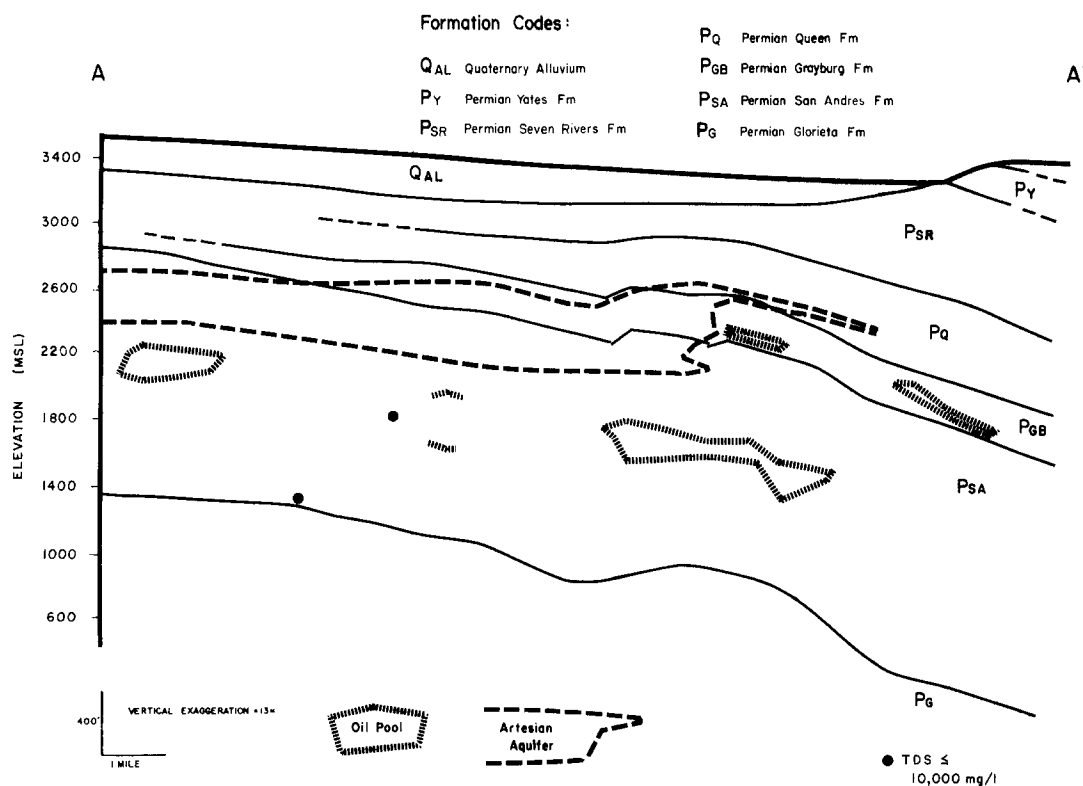 Formation Codes:
QAL Quaternary Alluvium
PY Permian Yates Fm
PSR Permian Seven Rivers Fm
PQ Permian Queen Fm
PGB Permian Grayburg Fm
PSA Permian San Andres Fm
PG Permian Glorieta Fm
A
A'
ELEVATION (MSL)
3400
3000
2600
2200
1800
1400
1000
600
QAL
PY
PSR
PQ
PGB
PSA
PG
400'
1 MILE
VERTICAL EXAGGERATION =13×
Oil Pool
Artesian
Aquifer
TDS ≤
10,000 mg/l